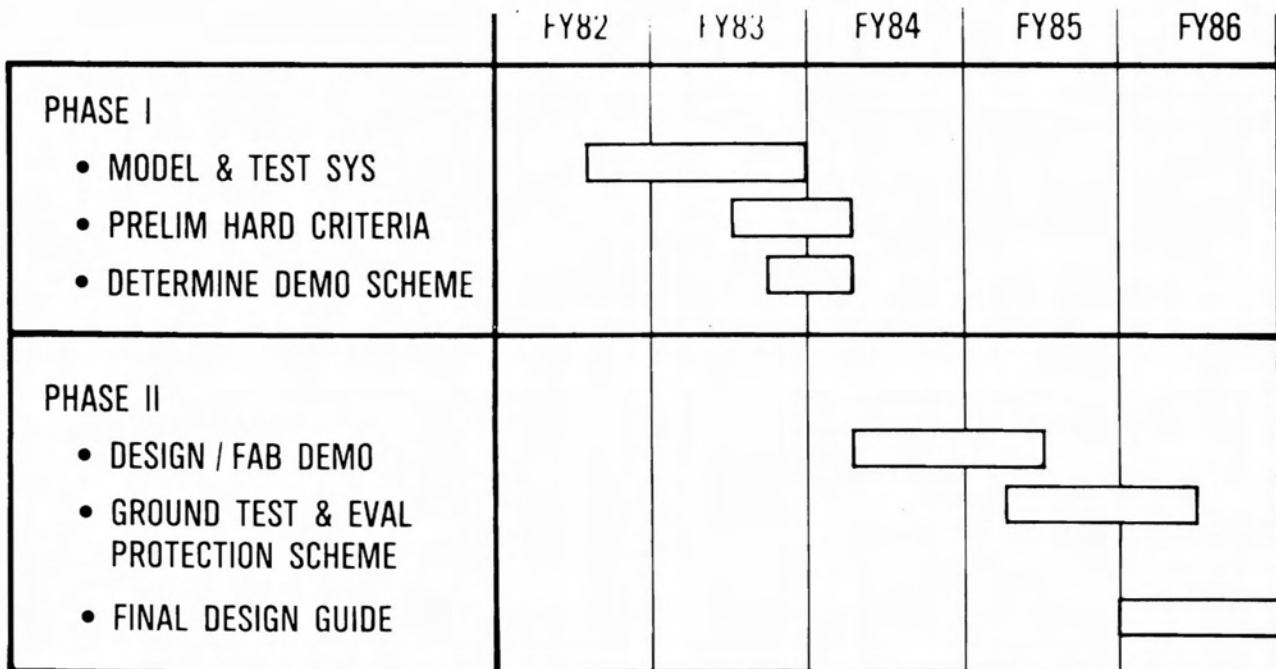 FY82 FY83 FY84 FY85 FY86
PHASE I
• MODEL & TEST SYS
• PRELIM HARD CRITERIA
• DETERMINE DEMO SCHEME
PHASE II
• DESIGN / FAB DEMO
• GROUND TEST & EVAL
PROTECTION SCHEME
• FINAL DESIGN GUIDE